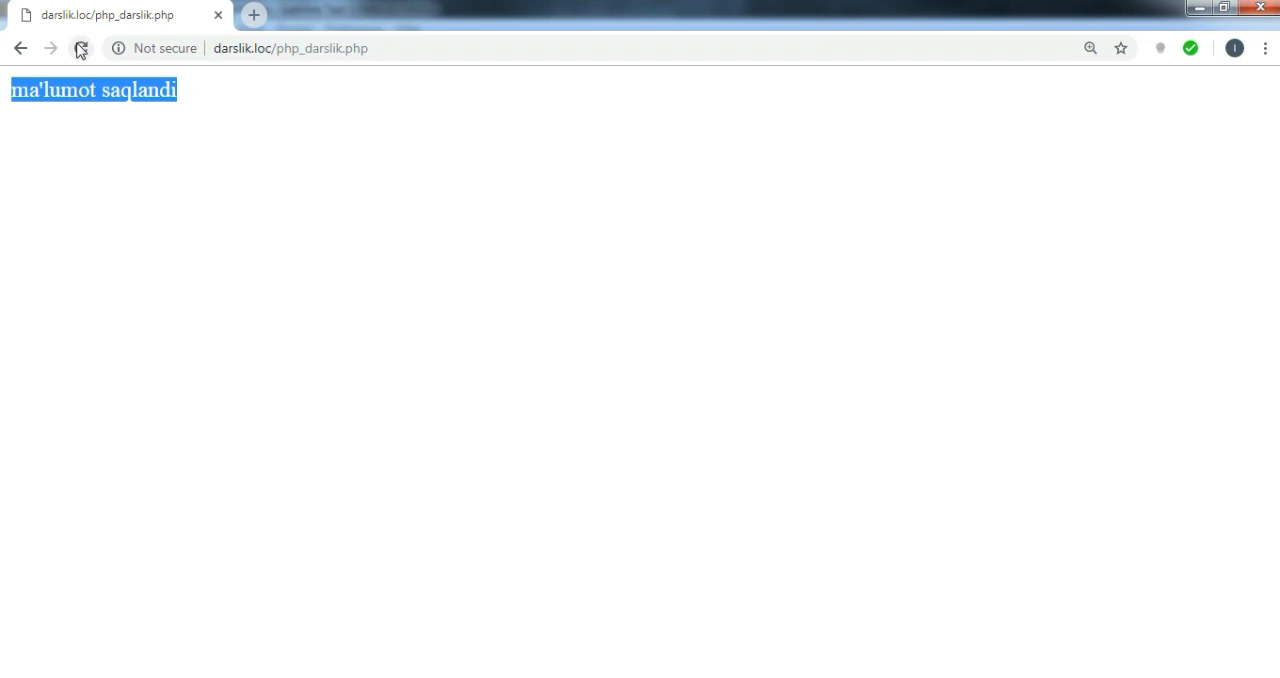 darslik.loc/php_darslik.php
Not secure
darslik.loc/php_darslik.php
I
ma'lumot saqlandi